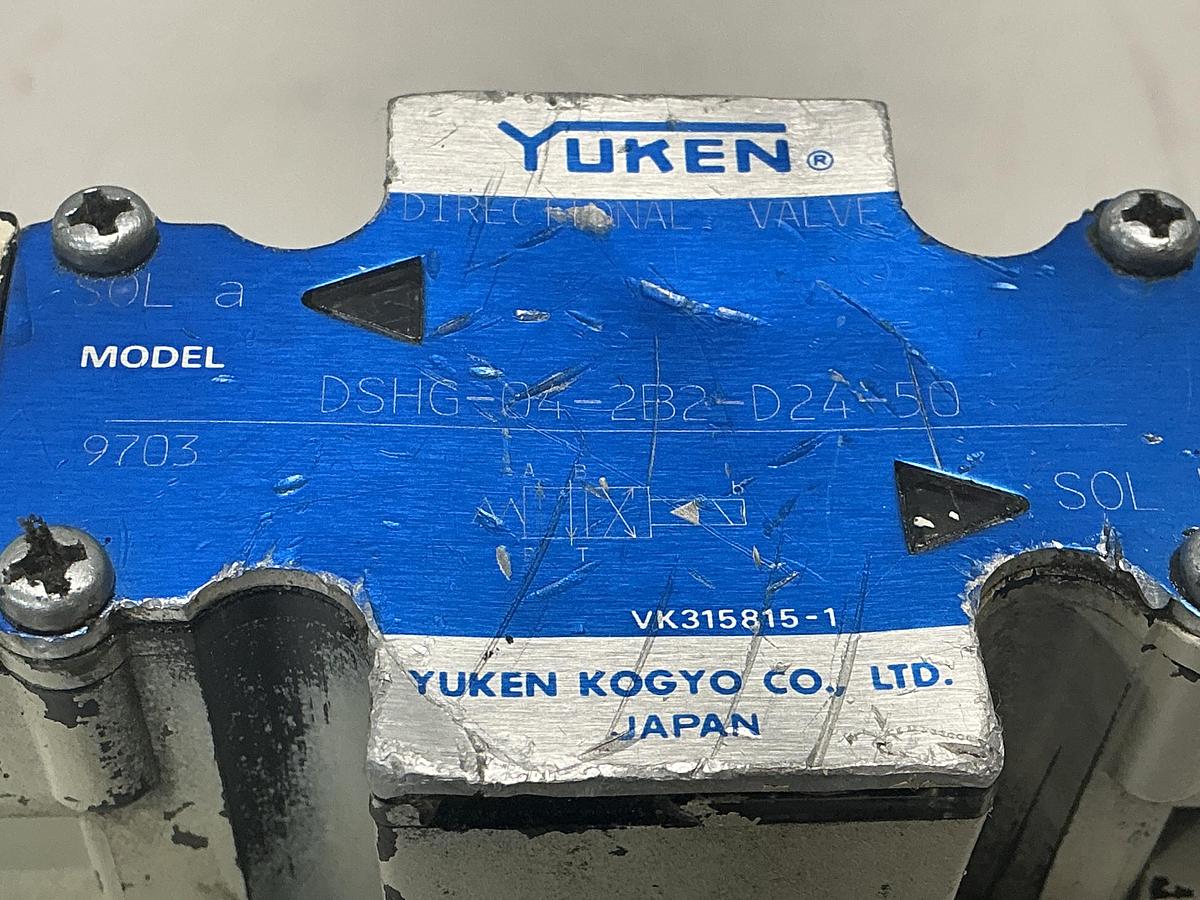 YUKEN ®
DIRECTIONAL VALVE
SOL a
MODEL
DSHG-04-2B2-D24-50
9703
A B
b
SOL
T
VK315815-1
YUKEN KOGYO CO., LTD.
JAPAN